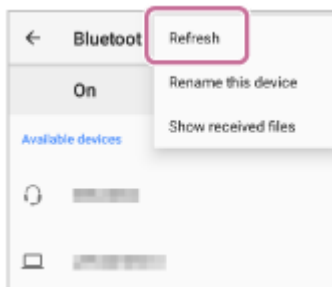 Bluetoot
Refresh
On
Rename this device
Show received files
Available devices